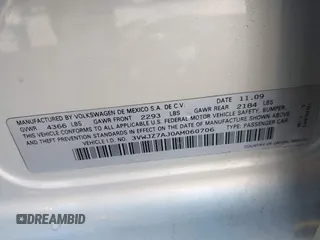 MANUFACTURED BY VOLKSWAGEN DE MEXICO S.A. DE C.V. 11.09
GVWR 4366 LBS GAWR FRONT 2293 LBS GAWR REAR 2184 LBS
THIS VEHICLE CONFORMS TO ALL APPLICABLE U.S. FEDERAL MOTOR VEHICLE SAFETY, BUMPER,
AND THEFT PREVENTION STANDARDS IN EFFECT ON THE DATE OF MANUFACTURE SHOWN ABOVE.
VEHICLE I.D. NO.: 3VWJZ7AJ0AM060706 TYPE: PASSENGER CAR
DREAMBID